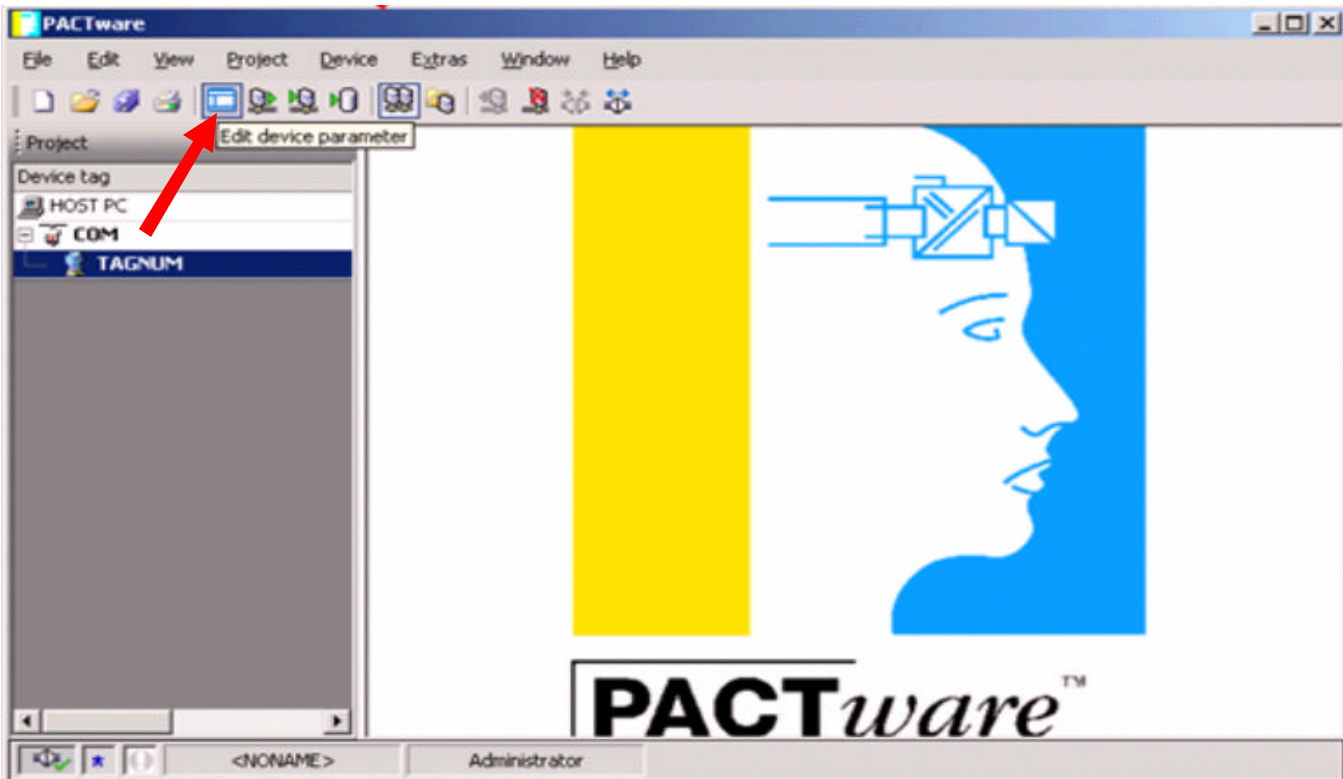 PACTware
File Edit View Project Device Extras Window Help
Edit device parameter
Project
Device tag
HOST PC
COM
TAGNUM
PACTware™
<NONAME> Administrator